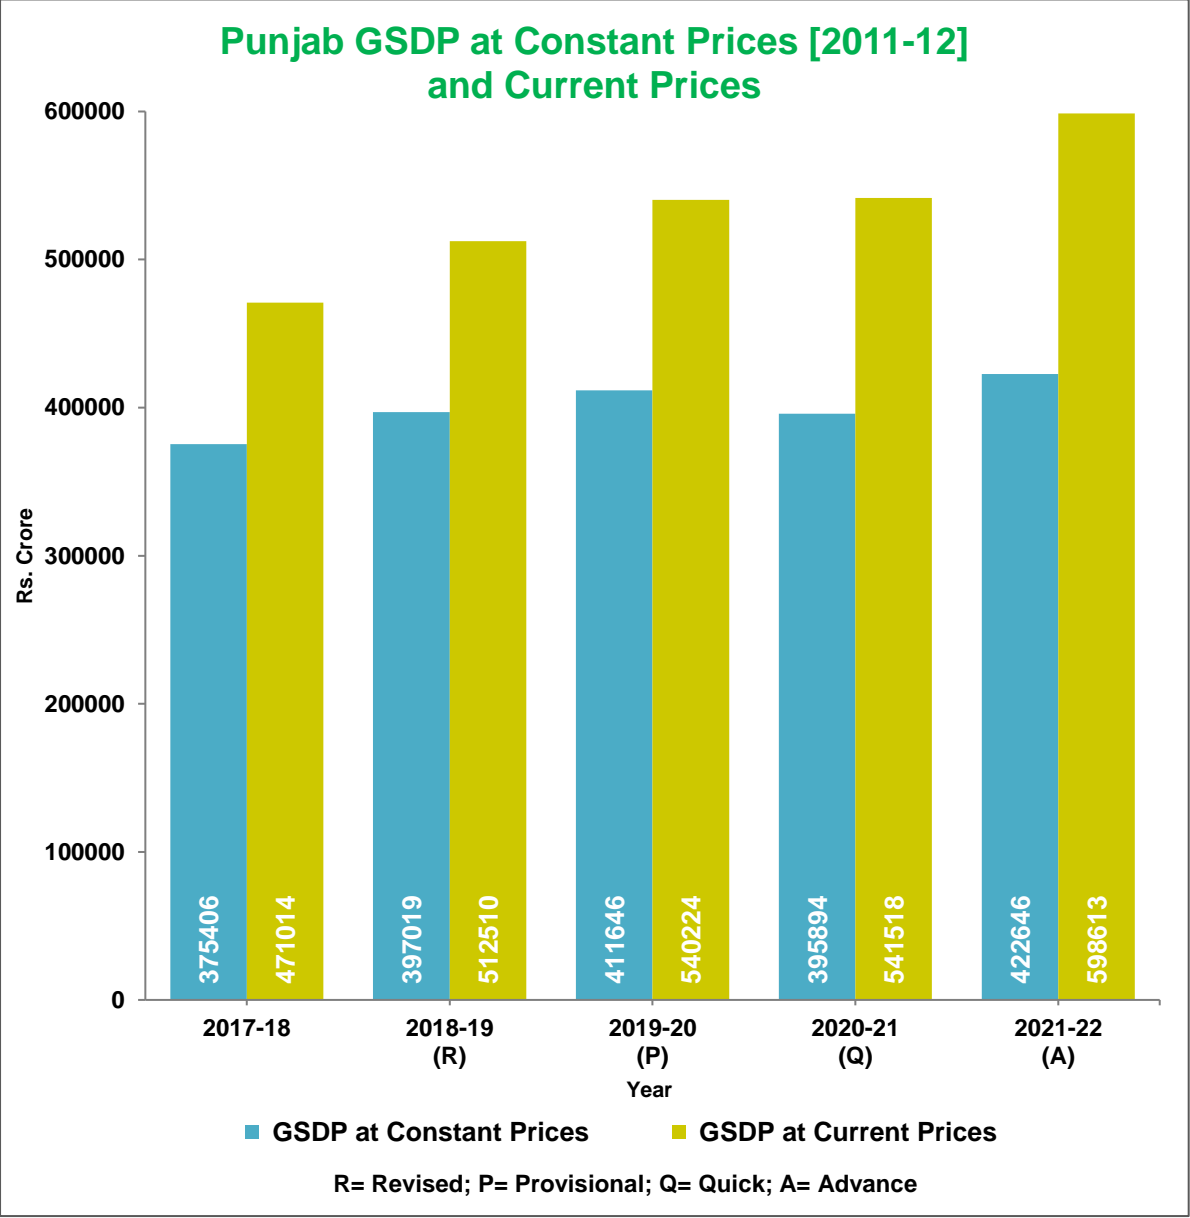 Punjab GSDP at Constant Prices [2011-12]
and Current Prices
600000
500000
400000
300000
200000
100000
0
Rs. Crore
375406
471014
397019
512510
411646
540224
395894
541518
422646
598613
2017-18
2018-19
(R)
2019-20
(P)
2020-21
(Q)
2021-22
(A)
Year
GSDP at Constant Prices
GSDP at Current Prices
R= Revised; P= Provisional; Q= Quick; A= Advance